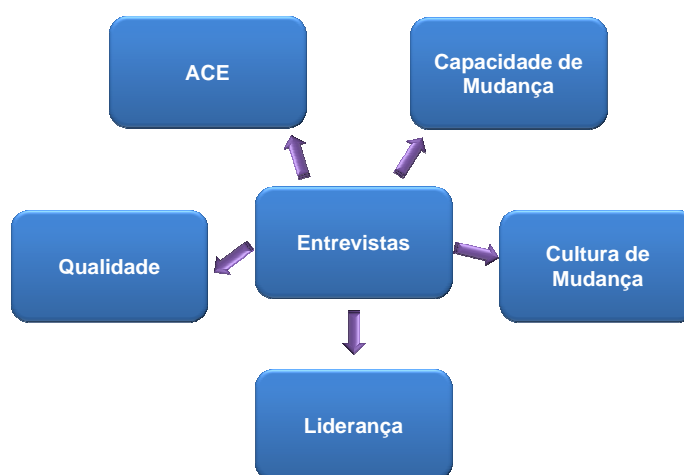 ACE
Capacidade de
Mudança
Entrevistas
Qualidade
Cultura de
Mudança
Liderança